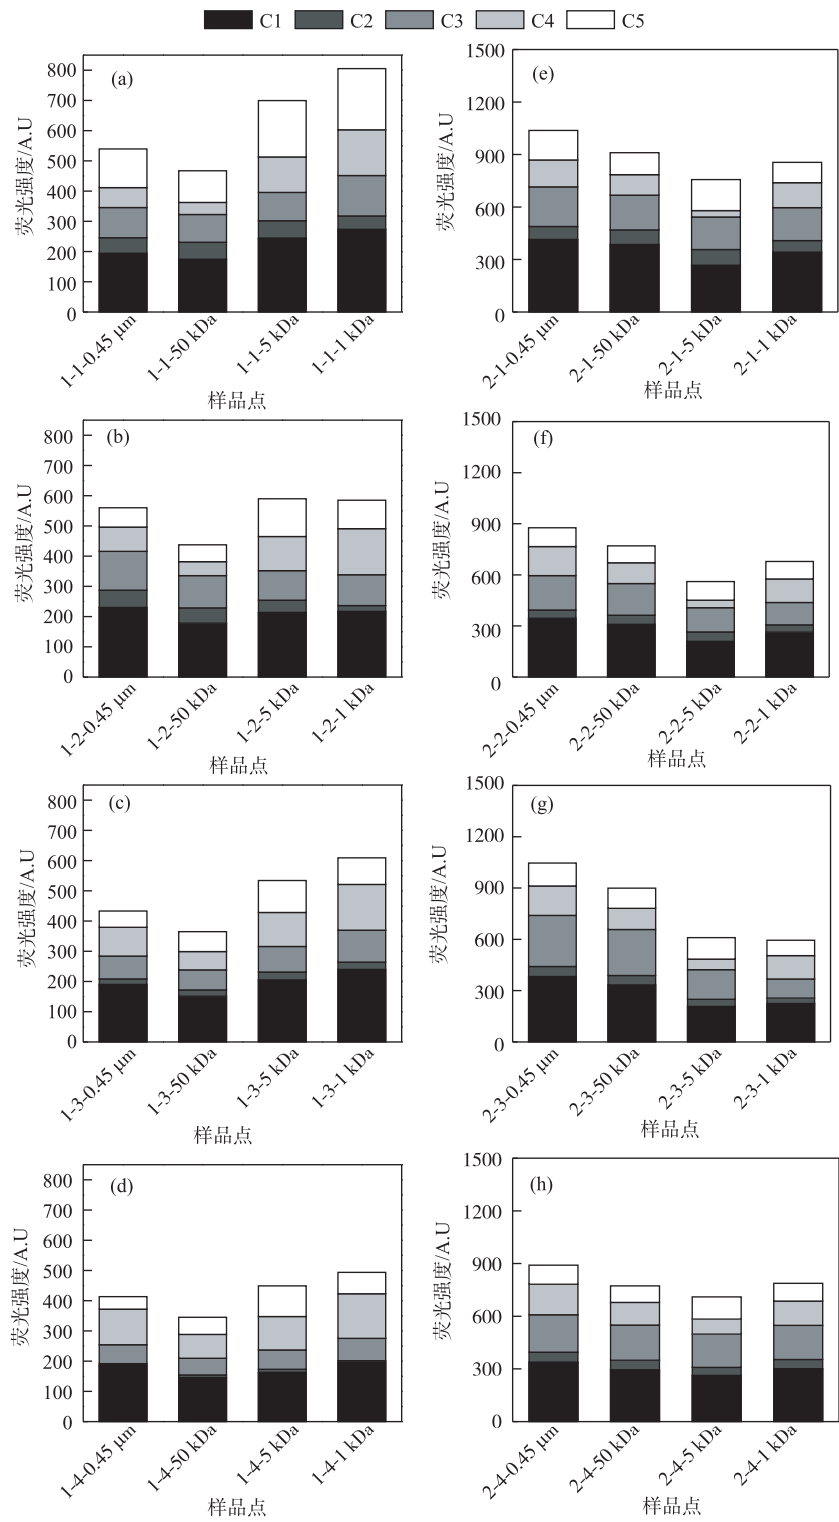 C1 C2 C3 C4 C5
(a)
荧光强度/A.U
800
700
600
500
400
300
200
100
0
1-1-0.45 μm
1-1-50 kDa
1-1-5 kDa
1-1-1 kDa
样品点
(e)
荧光强度/A.U
1500
1200
900
600
300
0
2-1-0.45 μm
2-1-50 kDa
2-1-5 kDa
2-1-1 kDa
样品点
(b)
荧光强度/A.U
800
700
600
500
400
300
200
100
0
1-2-0.45 μm
1-2-50 kDa
1-2-5 kDa
1-2-1 kDa
样品点
(f)
荧光强度/A.U
1500
1200
900
600
300
0
2-2-0.45 μm
2-2-50 kDa
2-2-5 kDa
2-2-1 kDa
样品点
(c)
荧光强度/A.U
800
700
600
500
400
300
200
100
0
1-3-0.45 μm
1-3-50 kDa
1-3-5 kDa
1-3-1 kDa
样品点
(g)
荧光强度/A.U
1500
1200
900
600
300
0
2-3-0.45 μm
2-3-50 kDa
2-3-5 kDa
2-3-1 kDa
样品点
(d)
荧光强度/A.U
800
700
600
500
400
300
200
100
0
1-4-0.45 μm
1-4-50 kDa
1-4-5 kDa
1-4-1 kDa
样品点
(h)
荧光强度/A.U
1500
1200
900
600
300
0
2-4-0.45 μm
2-4-50 kDa
2-4-5 kDa
2-4-1 kDa
样品点